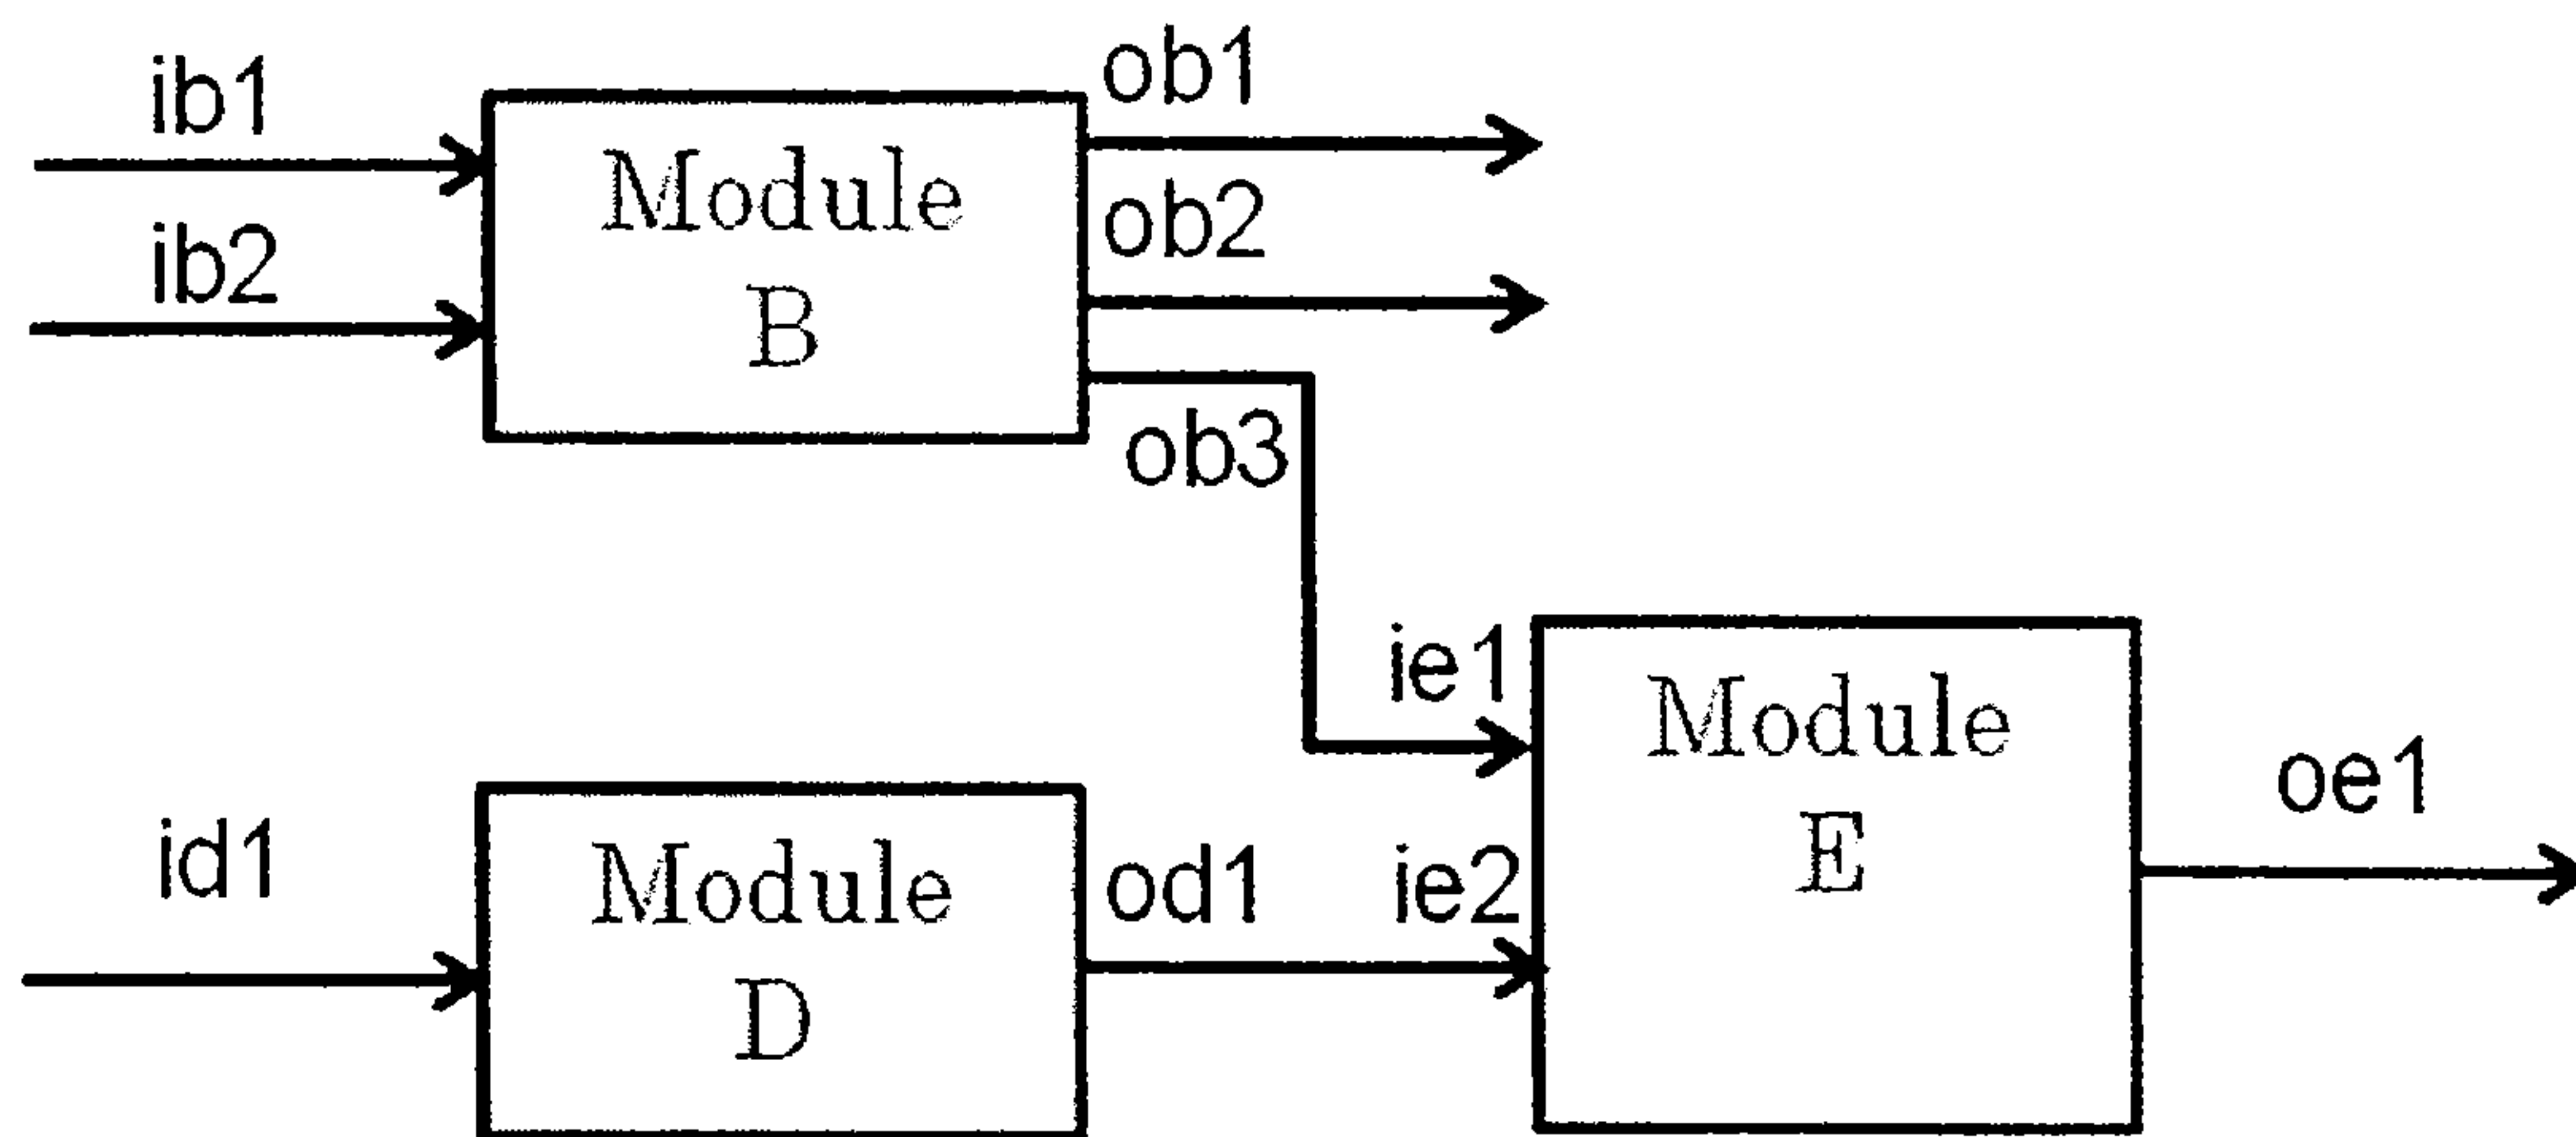 ib1
ib2
Module
B
ob1
ob2
ob3
id1
Module
D
od1
ie1
ie2
Module
E
oe1